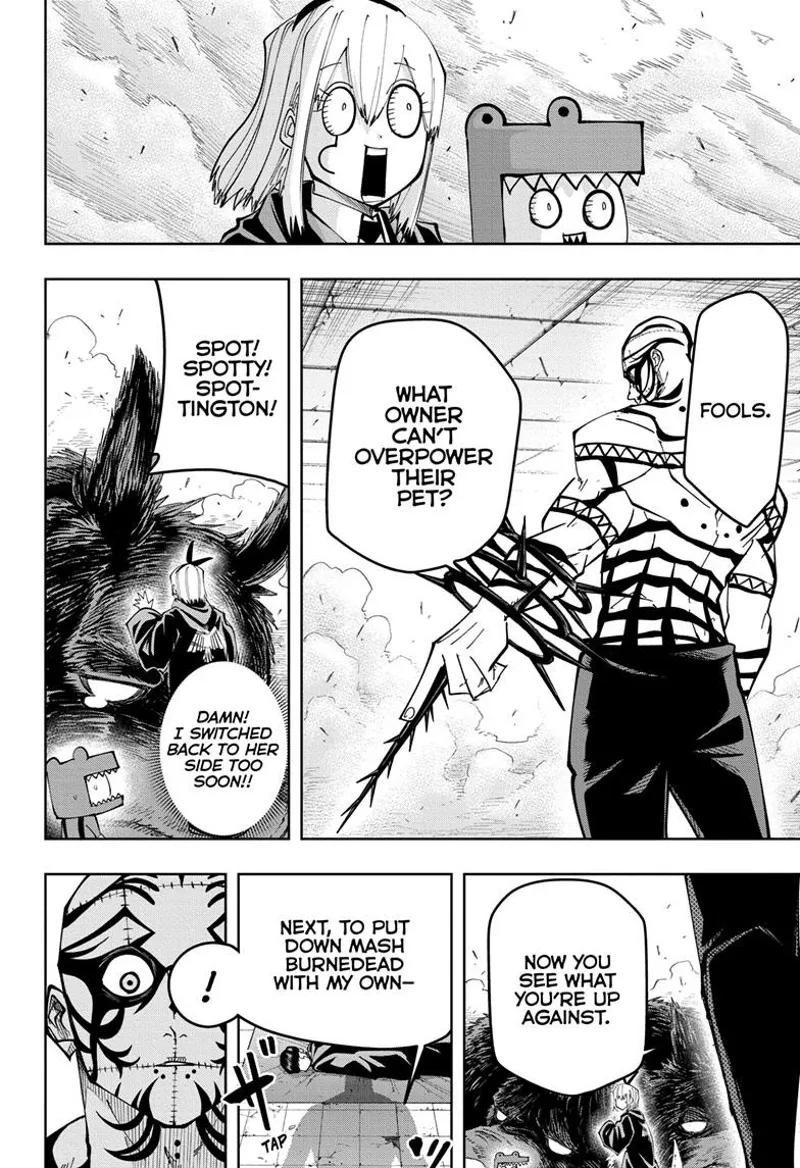 FOOLS.
WHAT
OWNER
CAN'T
OVERPOWER
THEIR
PET?
SPOT!
SPOTTY!
SPOT-
TINGTON!
DAMN!
I SWITCHED
BACK TO HER
SIDE TOO
SOON!!
NOW YOU
SEE WHAT
YOU'RE UP
AGAINST.
NEXT, TO PUT
DOWN MASH
BURNEDEAD
WITH MY OWN–
TAP
!